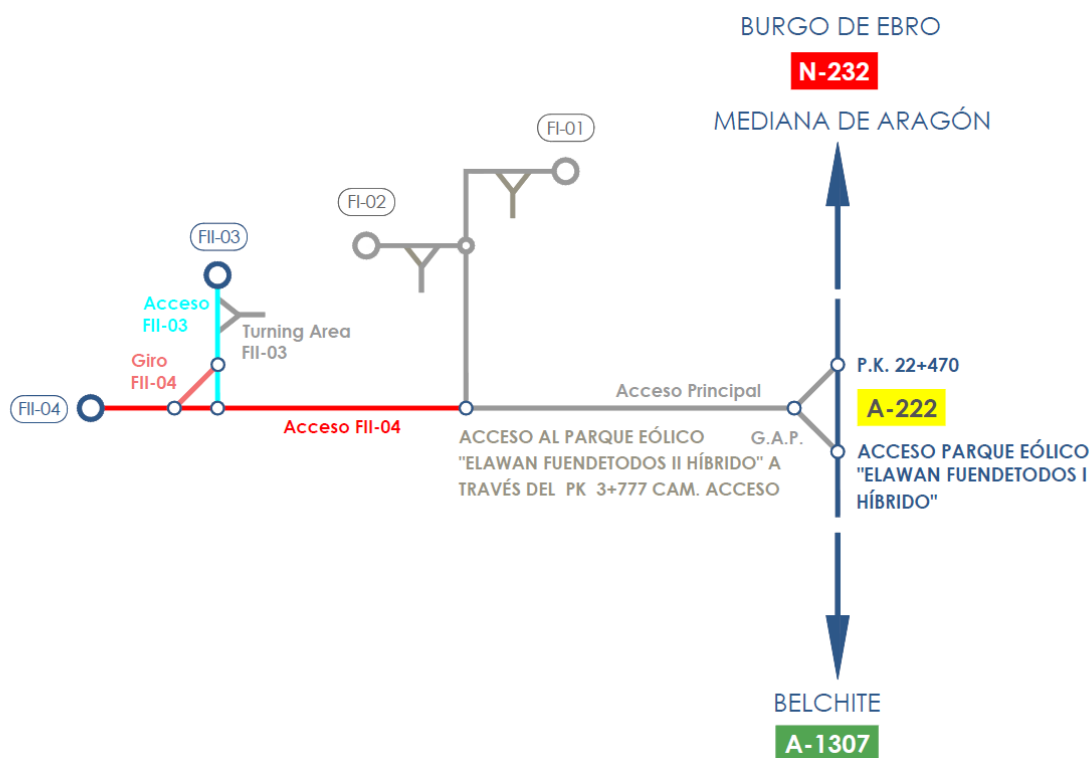 BURGO DE EBRO
N-232
MEDIANA DE ARAGÓN
FI-01
FI-02
FII-03
Acceso
FII-03
Turning Area
FII-03
Giro
FII-04
FII-04
Acceso FII-04
Acceso Principal
G.A.P.
P.K. 22+470
A-222
ACCESO AL PARQUE EÓLICO
"ELAWAN FUENDETODOS II HÍBRIDO" A
TRAVÉS DEL PK 3+777 CAM. ACCESO
ACCESO PARQUE EÓLICO
"ELAWAN FUENDETODOS I
HÍBRIDO"
BELCHITE
A-1307